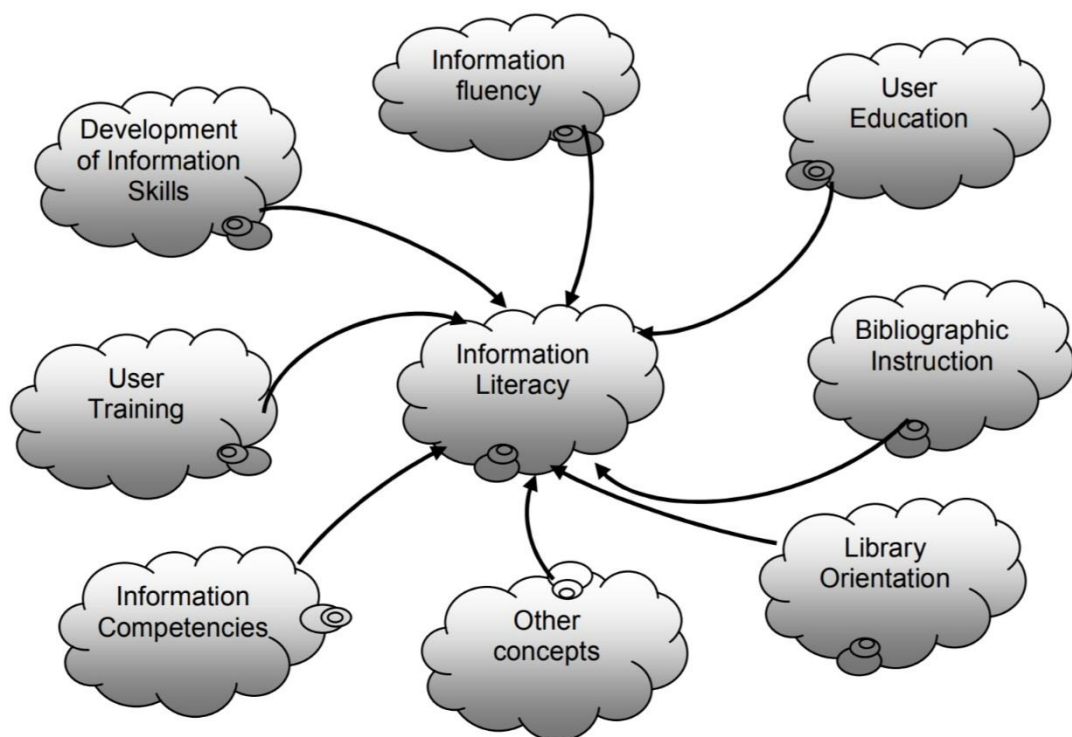 Information
fluency
User
Education
Development
of Information
Skills
Bibliographic
Instruction
Information
Literacy
User
Training
Library
Orientation
Information
Competencies
Other
concepts